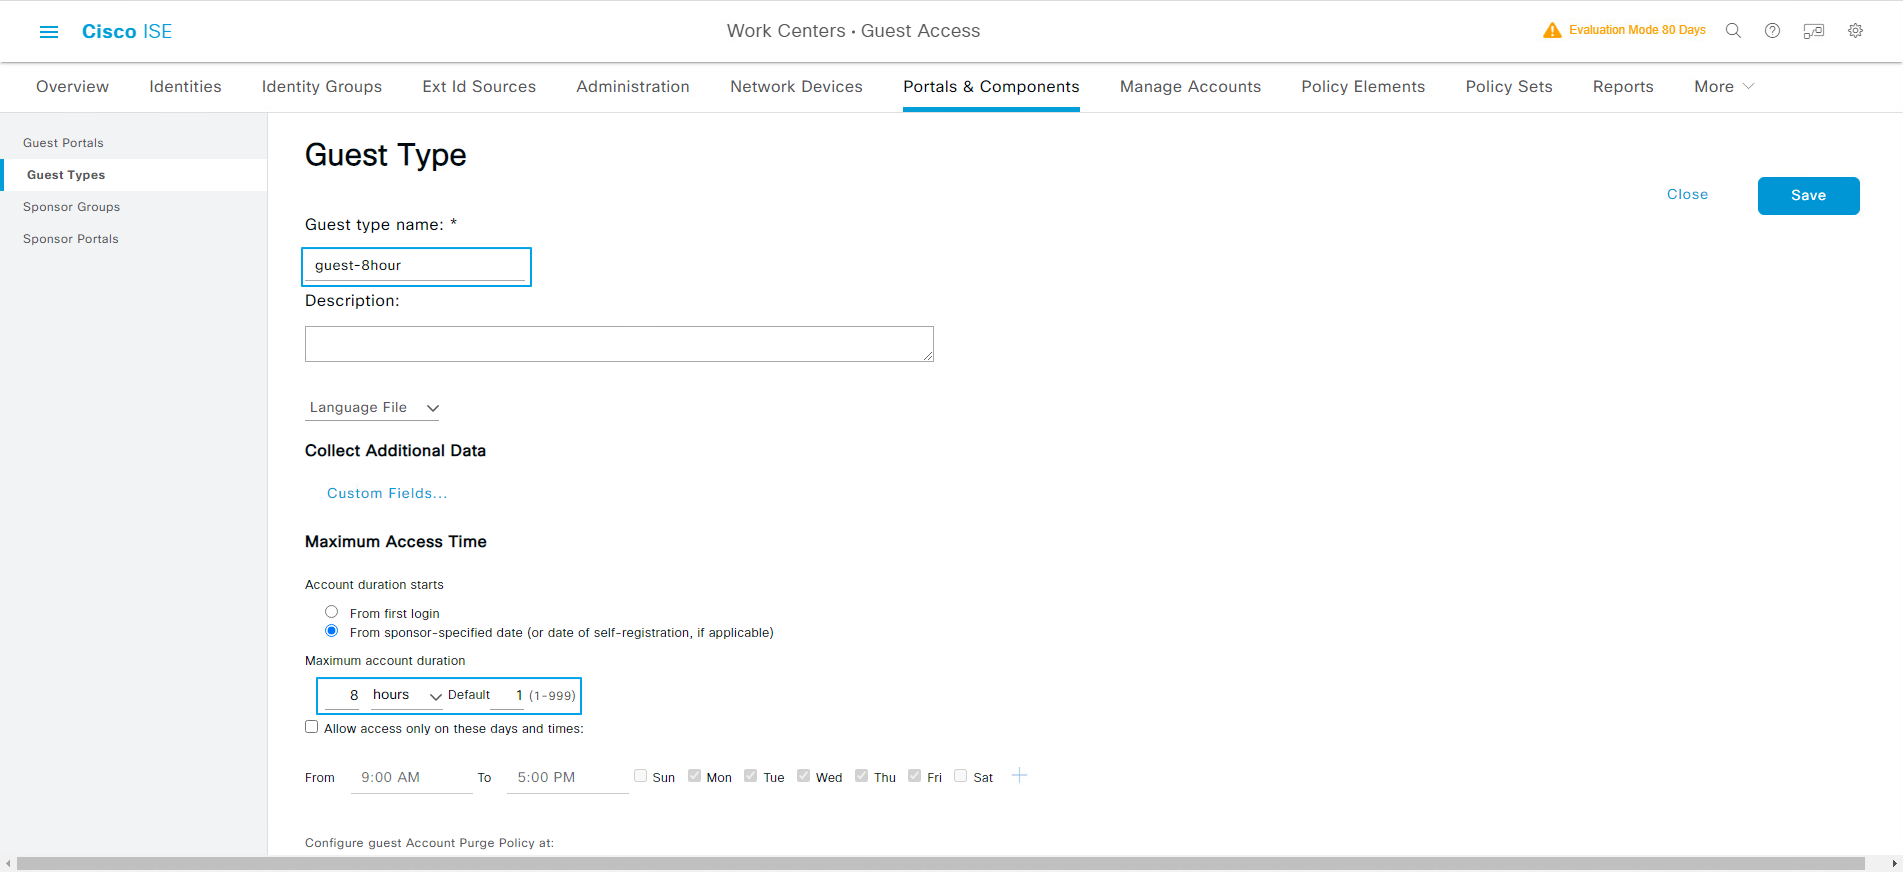 Cisco ISE
Work Centers · Guest Access
Evaluation Mode 80 Days
Overview Identities Identity Groups Ext Id Sources Administration Network Devices Portals & Components Manage Accounts Policy Elements Policy Sets Reports More
Guest Portals
Guest Types
Sponsor Groups
Sponsor Portals
Guest Type
Close Save
Guest type name: *
guest-8hour
Description:
Language File
Collect Additional Data
Custom Fields...
Maximum Access Time
Account duration starts
From first login
From sponsor-specified date (or date of self-registration, if applicable)
Maximum account duration
8 hours Default 1 (1-999)
Allow access only on these days and times:
From 9:00 AM To 5:00 PM Sun Mon Tue Wed Thu Fri Sat
Configure guest Account Purge Policy at: